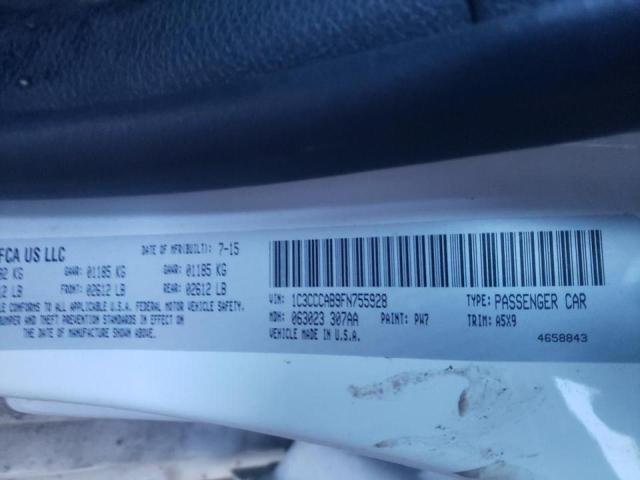 FCA US LLC
DATE OF MFR(BUILT): 7-15
KG GAWR: 01185 KG GAWR: 01185 KG
LB FRONT: 02612 LB REAR: 02612 LB
CONFORMS TO ALL U.S.A. FEDERAL MOTOR VEHICLE SAFETY,
BUMPER AND THEFT PREVENTION STANDARDS IN EFFECT ON
THE DATE OF MANUFACTURE SHOWN ABOVE.
VIN: 1C3CCCAB9FN755928 TYPE: PASSENGER CAR
MDH: 063023 307AA PAINT: PW7 TRIM: A5X9
VEHICLE MADE IN U.S.A.
4658843